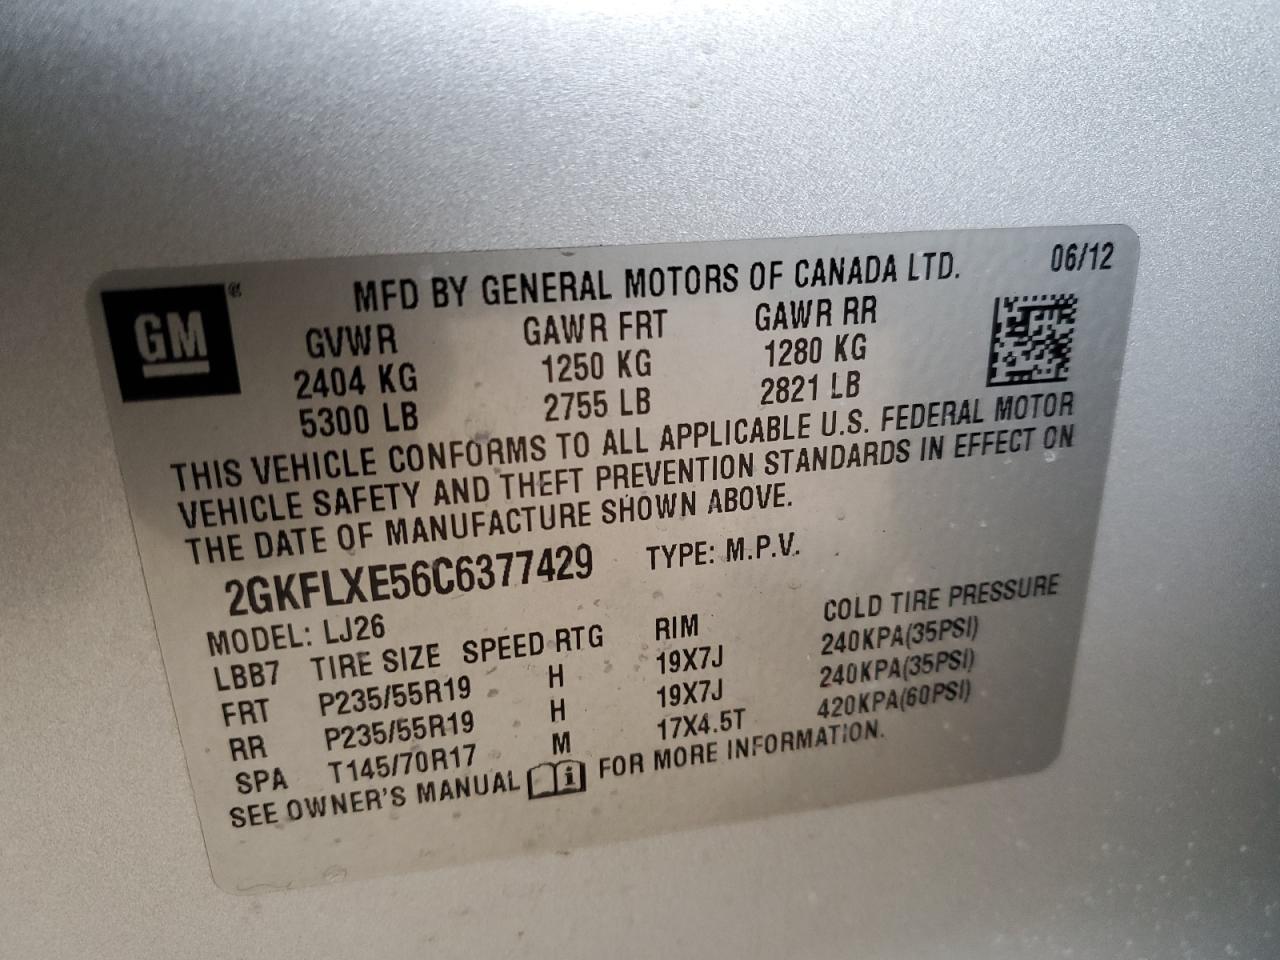 GM®
MFD BY GENERAL MOTORS OF CANADA LTD. 06/12
GVWR GAWR FRT GAWR RR
2404 KG 1250 KG 1280 KG
5300 LB 2755 LB 2821 LB
THIS VEHICLE CONFORMS TO ALL APPLICABLE U.S. FEDERAL MOTOR
VEHICLE SAFETY AND THEFT PREVENTION STANDARDS IN EFFECT ON
THE DATE OF MANUFACTURE SHOWN ABOVE.
2GKFLXE56C6377429 TYPE: M.P.V.
MODEL: LJ26
LBB7 TIRE SIZE SPEED RTG RIM COLD TIRE PRESSURE
FRT P235/55R19 H 19X7J 240KPA(35PSI)
RR P235/55R19 H 19X7J 240KPA(35PSI)
SPA T145/70R17 M 17X4.5T 420KPA(60PSI)
SEE OWNER'S MANUAL i FOR MORE INFORMATION.